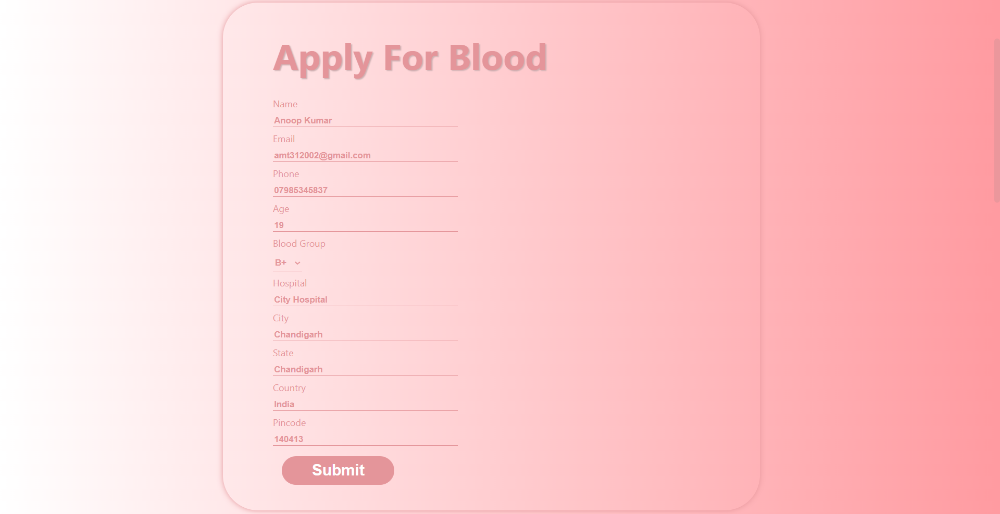 Apply For Blood
Name
Anoop Kumar
Email
amt312002@gmail.com
Phone
07985345837
Age
19
Blood Group
B+
Hospital
City Hospital
City
Chandigarh
State
Chandigarh
Country
India
Pincode
140413
Submit